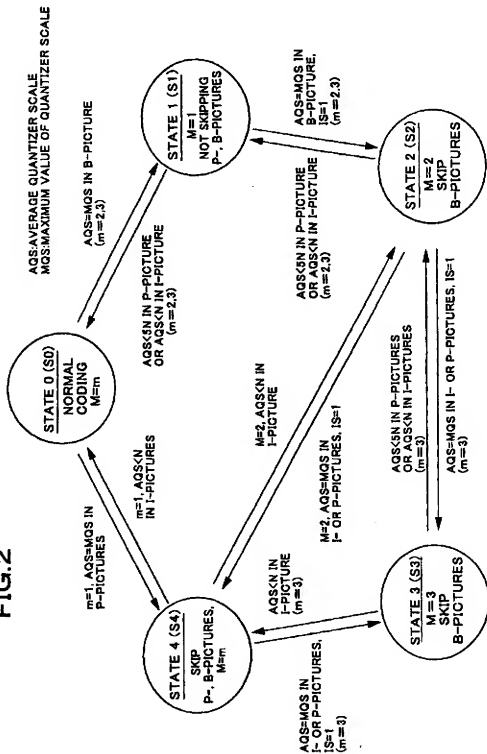 FIG.2
AQS:AVERAGE QUANTIZER SCALE
MQS:MAXIMUM VALUE OF QUANTIZER SCALE
STATE 0 (S0)
NORMAL
CODING
M=m
AQS=MQS IN B-PICTURE
(m=2,3)
AQS<5N IN P-PICTURE
OR AQS<N IN I-PICTURE
(m=2,3)
STATE 1 (S1)
M=1
NOT SKIPPING
P-, B-PICTURES
m=1, AQS=MQS IN
P-PICTURES
m=1, AQS<N
IN I-PICTURES
STATE 4 (S4)
SKIP
P-, B-PICTURES,
M=m
M=2, AQS<N IN
I-PICTURE
M=2, AQS=MQS IN
I- OR P-PICTURES, IS=1
AQS<5N IN P-PICTURE
OR AQS<N IN I-PICTURE
(m=2,3)
AQS=MQS IN
B-PICTURE,
IS=1
(m=2,3)
AQS=MQS IN
I- OR P-PICTURES,
IS=1
(m=3)
AQS<N IN
I-PICTURE
(m=3)
STATE 3 (S3)
M=3
SKIP
B-PICTURES
AQS<5N IN P-PICTURES
OR AQS<N IN I-PICTURES
(m=3)
AQS=MQS IN I- OR P-PICTURES, IS=1
(m=3)
STATE 2 (S2)
M=2
SKIP
B-PICTURES